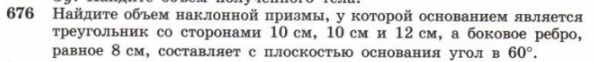 676 Найдите объем наклонной призмы, у которой основанием является
треугольник со сторонами 10 см, 10 см и 12 см, а боковое ребро,
равное 8 см, составляет с плоскостью основания угол в 60°.